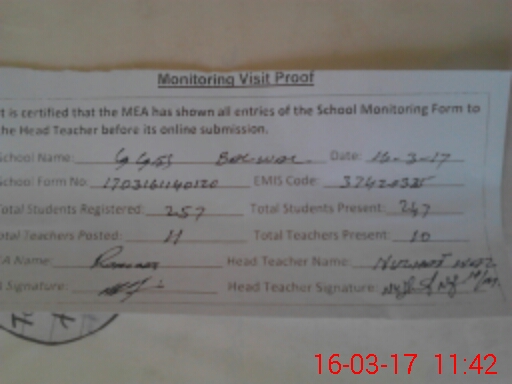 Monitoring Visit Proof
t is certified that the MEA has shown all entries of the School Monitoring Form to
the Head Teacher before its online submission.
School Name: GGES Date: 16-3-17
School Form No: 1703161140120 EMIS Code:
Total Students Registered: 257 Total Students Present: 247
Total Teachers Posted: 11 Total Teachers Present: 10
EA Name: Head Teacher Name:
Signature: Head Teacher Signature:
16-03-17 11:42